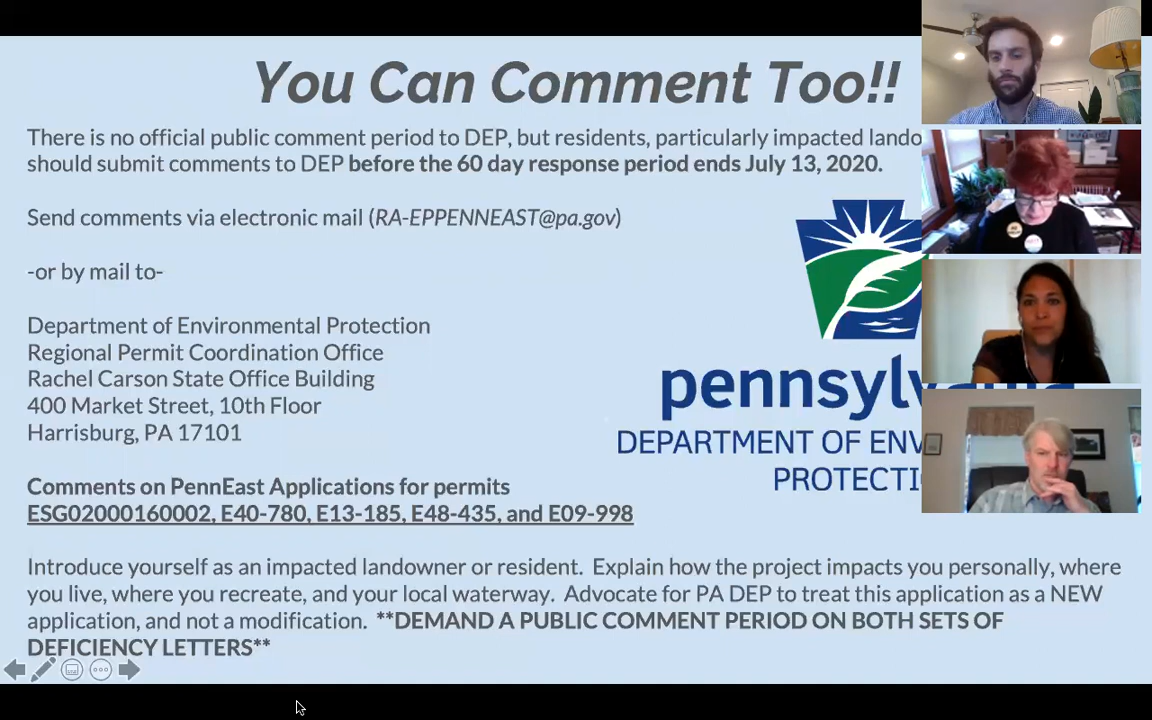 You Can Comment Too!!
There is no official public comment period to DEP, but residents, particularly impacted
should submit comments to DEP before the 60 day response period ends July 13, 2020.
Send comments via electronic mail (RA-EPPENNEAST@pa.gov)
-or by mail to-
Department of Environmental Protection
Regional Permit Coordination Office
Rachel Carson State Office Building
400 Market Street, 10th Floor
Harrisburg, PA 17101
pennsylvania
DEPARTMENT OF ENV
PROTECTI
Comments on PennEast Applications for permits
ESG02000160002, E40-780, E13-185, E48-435, and E09-998
Introduce yourself as an impacted landowner or resident.  Explain how the project impacts you personally, where
you live, where you recreate, and your local waterway.  Advocate for PA DEP to treat this application as a NEW
application, and not a modification.  **DEMAND A PUBLIC COMMENT PERIOD ON BOTH SETS OF
DEFICIENCY LETTERS**